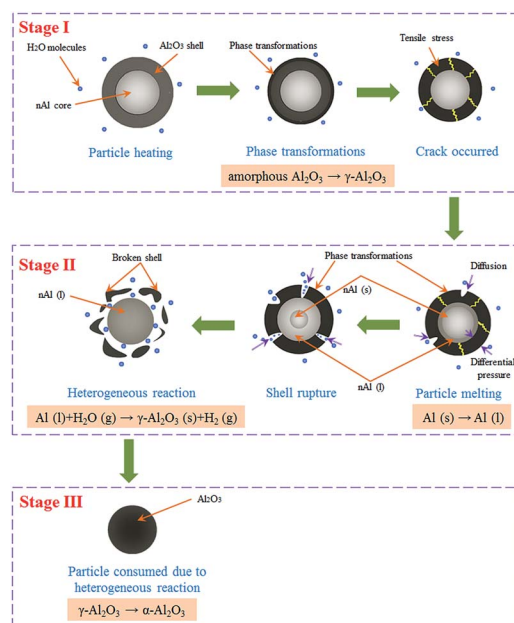 Stage I
H2O molecules
Al2O3 shell
nAl core
Phase transformations
Tensile stress
Particle heating
Phase transformations
Crack occurred
amorphous Al2O3 → γ-Al2O3
Stage II
Broken shell
nAl (l)
Phase transformations
nAl (s)
nAl (l)
Diffusion
Differential
pressure
Heterogeneous reaction
Shell rupture
Particle melting
Al (l)+H2O (g) → γ-Al2O3 (s)+H2 (g)
Al (s) → Al (l)
Stage III
Al2O3
Particle consumed due to
heterogeneous reaction
γ-Al2O3 → α-Al2O3